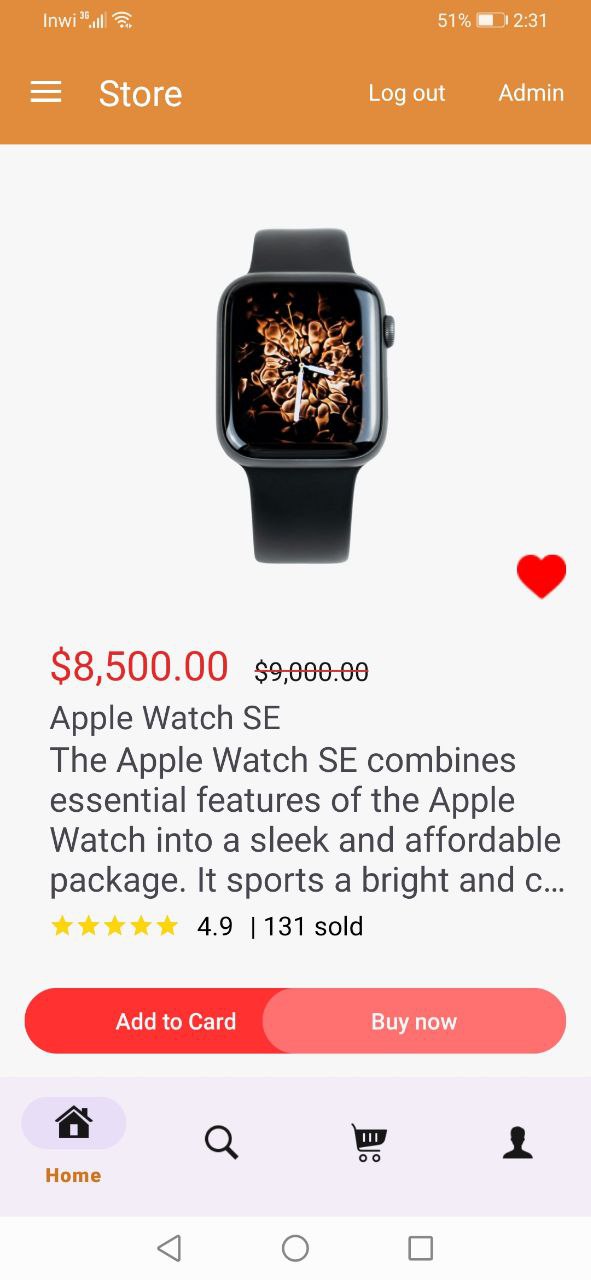 Inwi 3G 51% 2:31
Store Log out Admin
$8,500.00 $9,000.00
Apple Watch SE
The Apple Watch SE combines
essential features of the Apple
Watch into a sleek and affordable
package. It sports a bright and c...
4.9 | 131 sold
Add to Card Buy now
Home